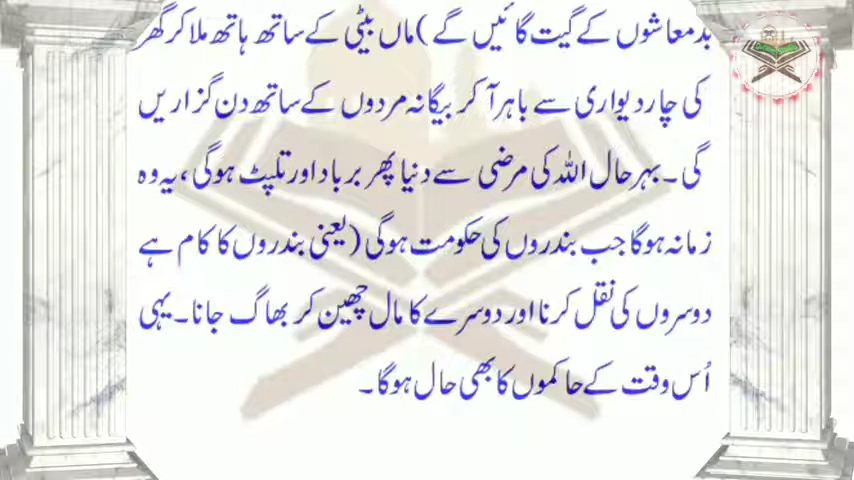 بدمعاشوں کے گیت گائیں گے) ماں بیٹی کے ساتھ ہاتھ ملا کر گھر
کی چار دیواری سے باہر آ کر بیگانہ مردوں کے ساتھ دن گزاریں
گی۔ بہرحال اللہ کی مرضی سے دنیا پھر برباد اور تلپٹ ہوگی، یہ وہ
زمانہ ہوگا جب بندروں کی حکومت ہوگی (یعنی بندروں کا کام ہے
دوسروں کی نقل کرنا اور دوسرے کا مال چھین کر بھاگ جانا۔ یہی
اُس وقت کے حاکموں کا بھی حال ہوگا۔